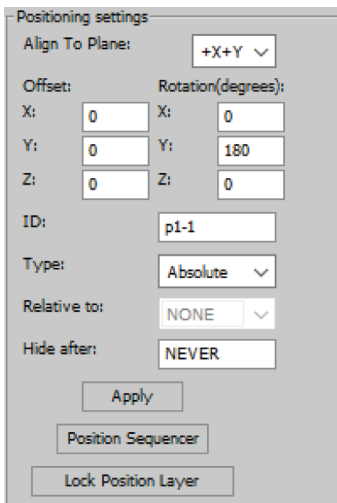 Positioning settings
Align To Plane: +X+Y
Offset: Rotation(degrees):
X: 0 X: 0
Y: 0 Y: 180
Z: 0 Z: 0
ID: p1-1
Type: Absolute
Relative to: NONE
Hide after: NEVER
Apply
Position Sequencer
Lock Position Layer